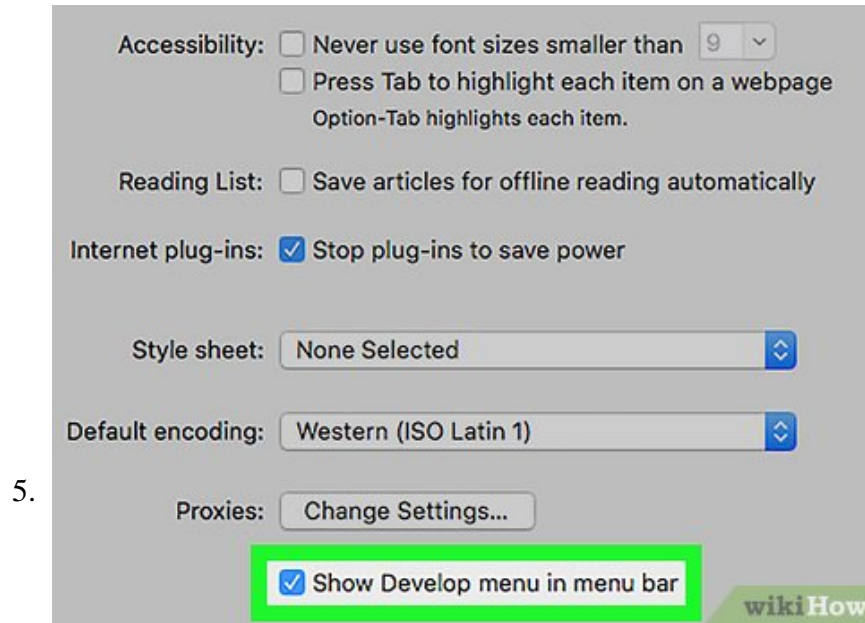 Accessibility: Never use font sizes smaller than 9
Press Tab to highlight each item on a webpage
Option-Tab highlights each item.
Reading List: Save articles for offline reading automatically
Internet plug-ins: Stop plug-ins to save power
Style sheet: None Selected
Default encoding: Western (ISO Latin 1)
5.
Proxies: Change Settings...
Show Develop menu in menu bar
wikiHow